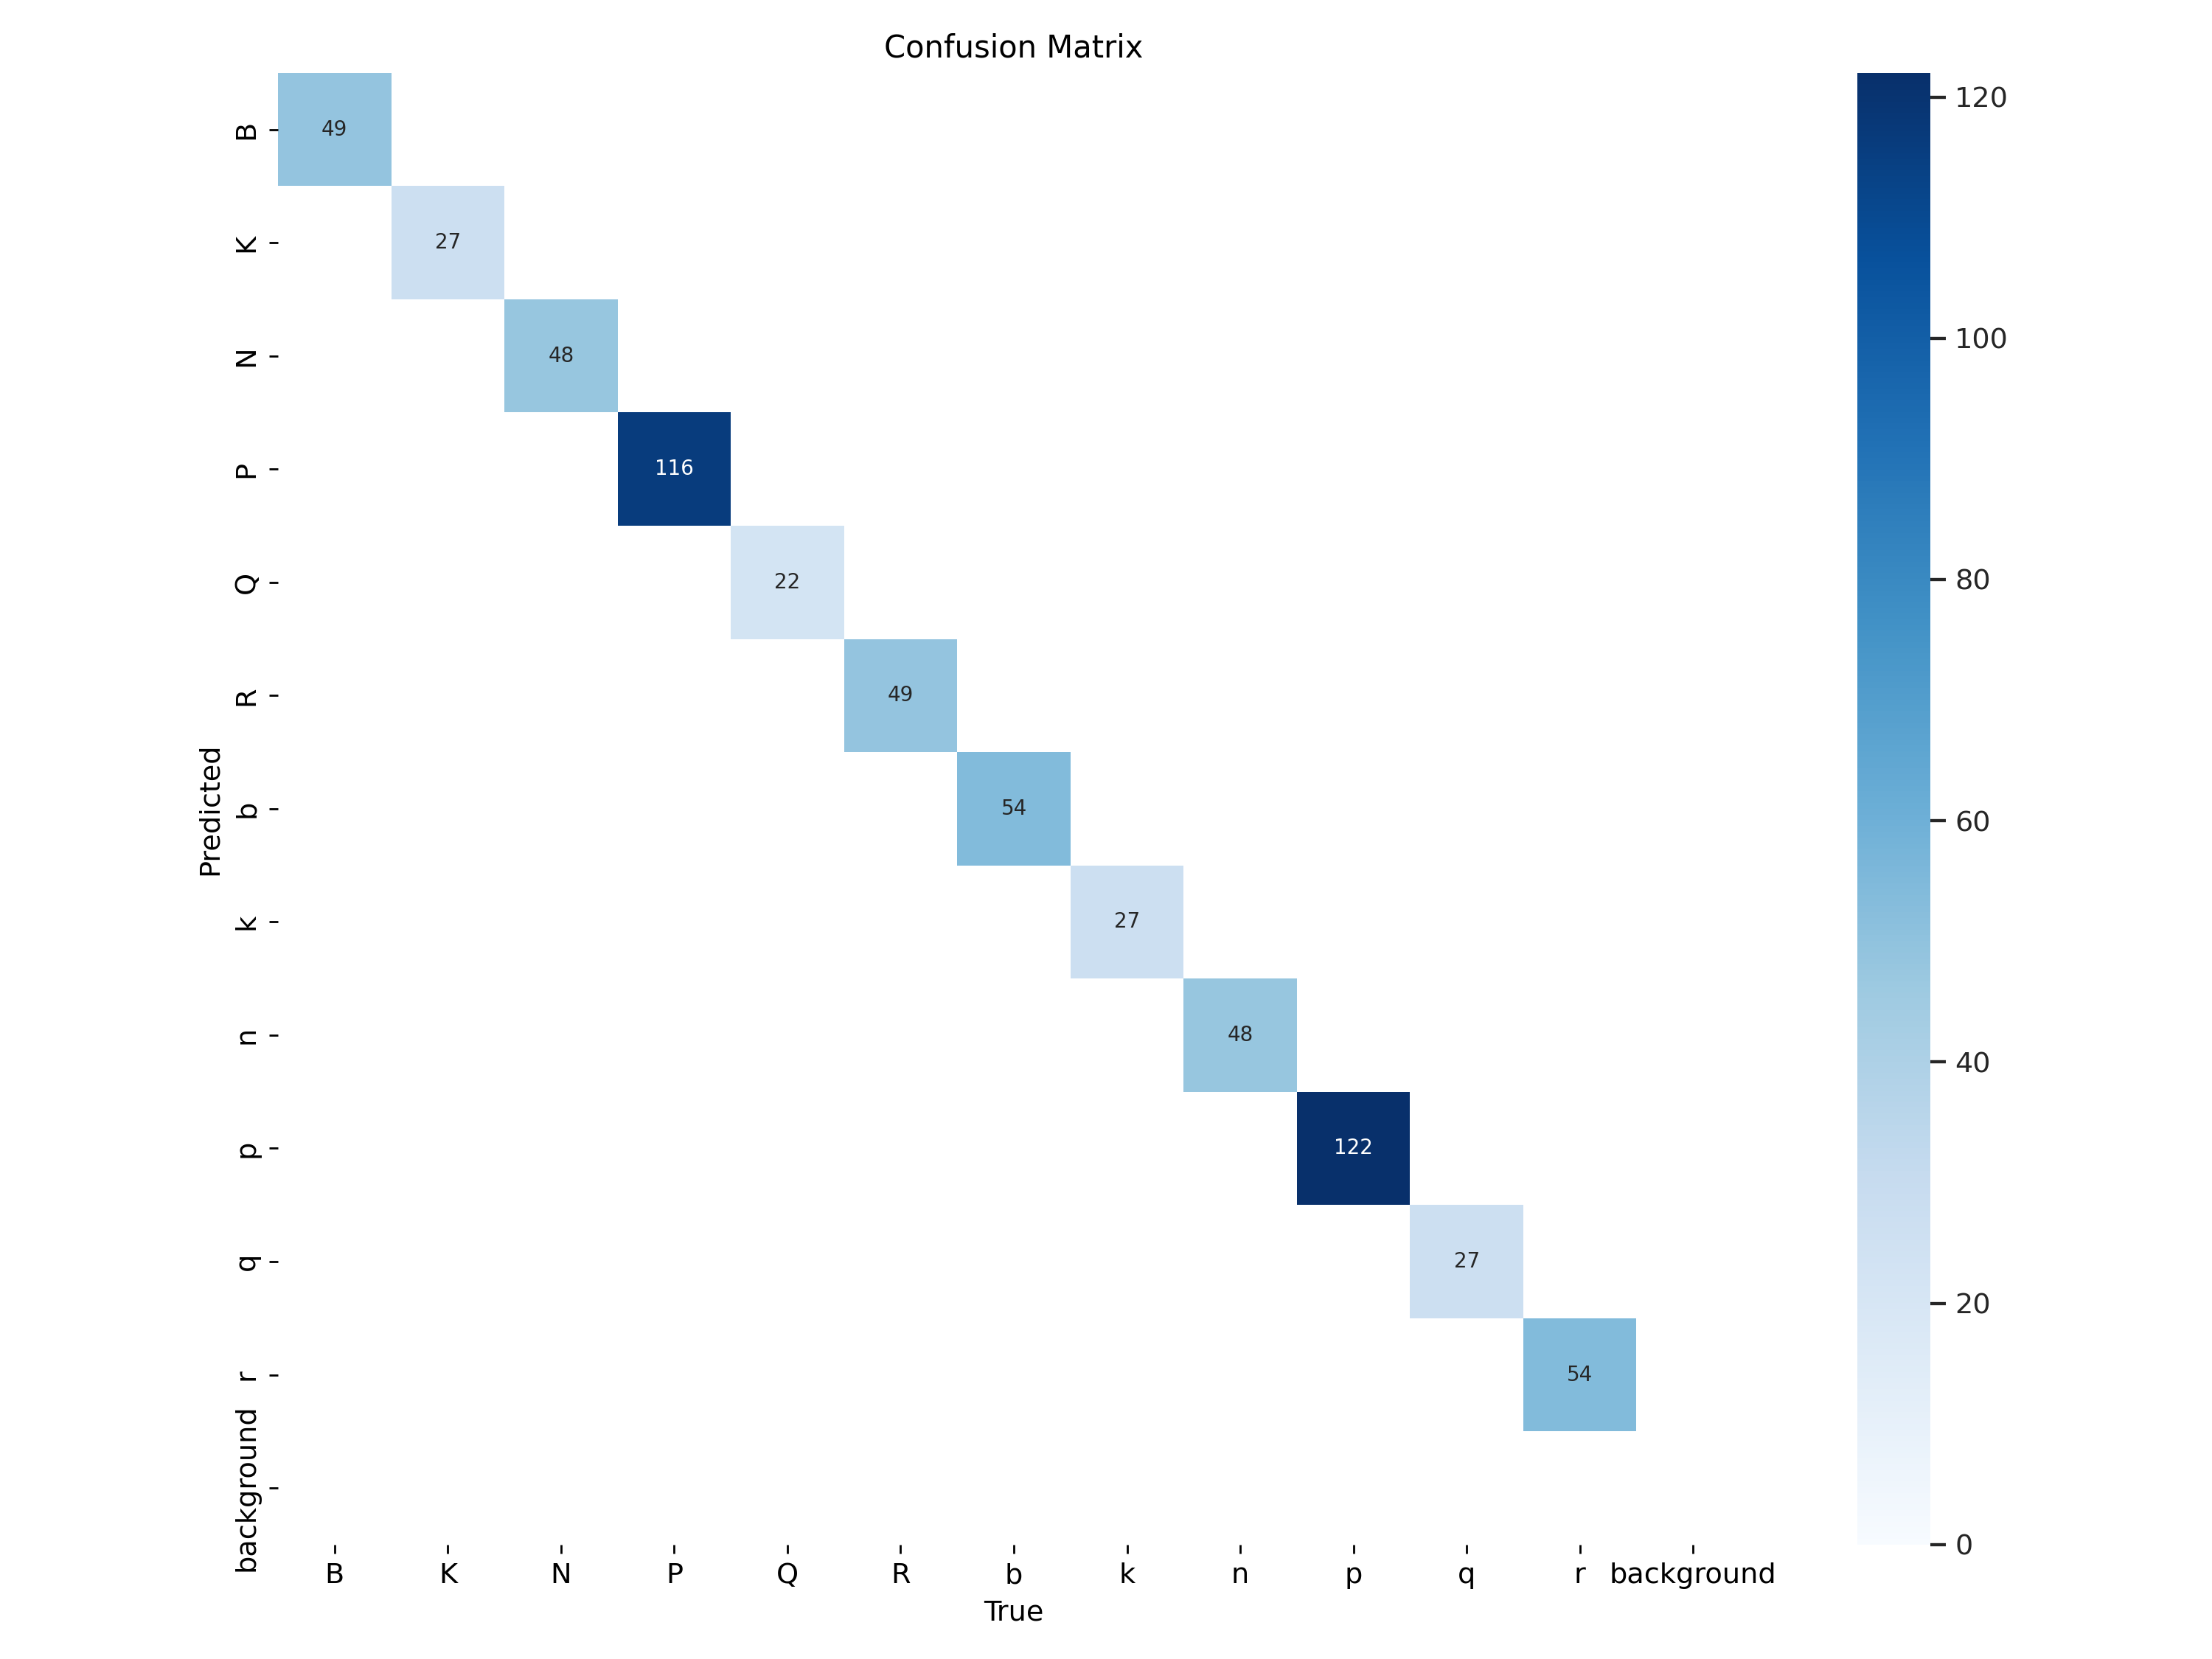 Confusion Matrix
B
49
K
27
N
48
P
116
Q
22
R
49
b
54
k
27
n
48
p
122
q
27
r
54
background
Predicted
B K N P Q R b k n p q r background
True
120
100
80
60
40
20
0